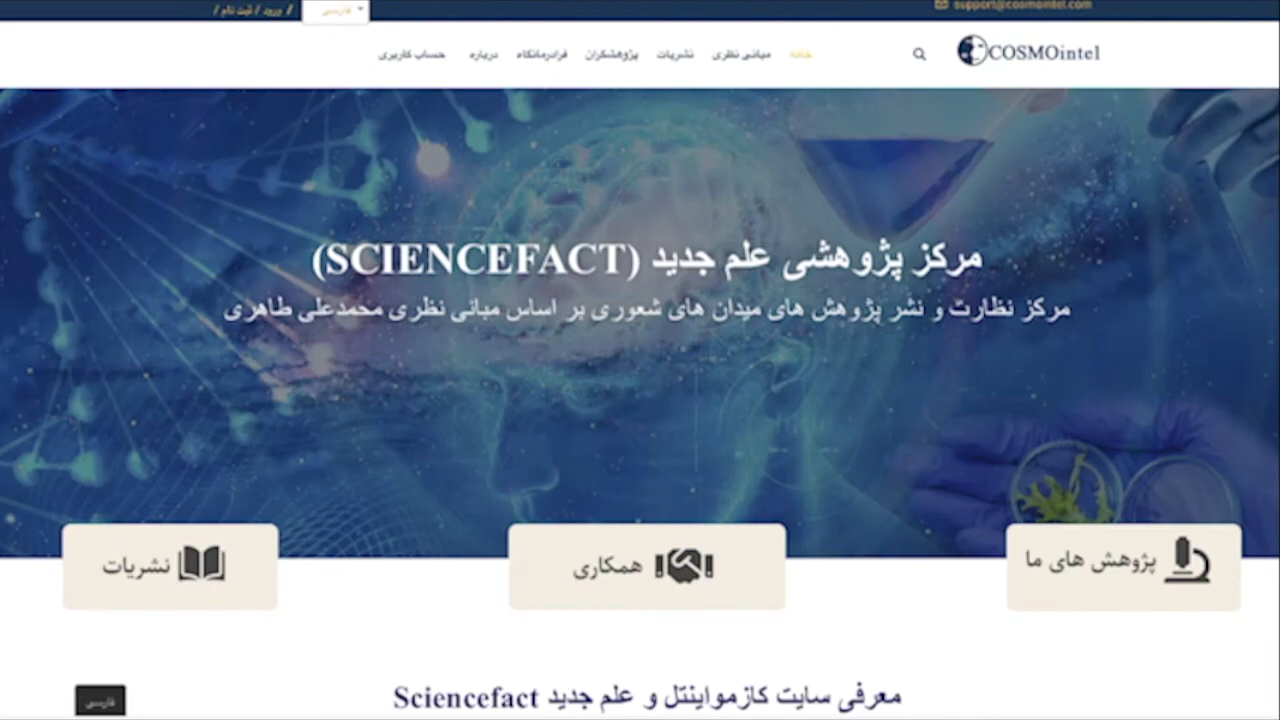 support@cosmointel.com
فارسی
/ ورود / ثبت نام /
COSMOintel
خانه مبانی نظری نشریات پژوهشگران فرادرمانگاه درباره حساب کاربری
مرکز پژوهشی علم جدید (SCIENCEFACT)
مرکز نظارت و نشر پژوهش های میدان های شعوری بر اساس مبانی نظری محمدعلی طاهری
پژوهش های ما
همکاری
نشریات
معرفی سایت کازمواینتل و علم جدید Sciencefact
فارسی